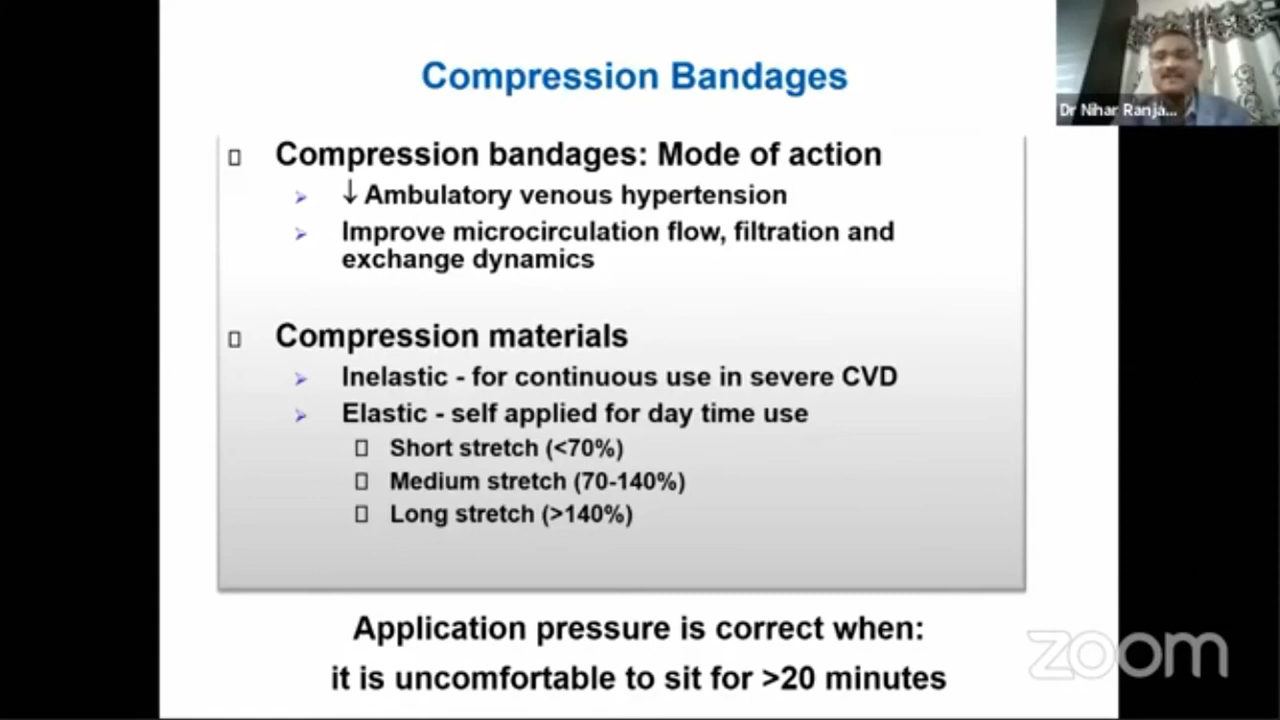 Compression Bandages
Dr Nihar Ranja...
Compression bandages: Mode of action
↓ Ambulatory venous hypertension
Improve microcirculation flow, filtration and
exchange dynamics
Compression materials
Inelastic - for continuous use in severe CVD
Elastic - self applied for day time use
Short stretch (<70%)
Medium stretch (70-140%)
Long stretch (>140%)
Application pressure is correct when:
it is uncomfortable to sit for >20 minutes
zoom